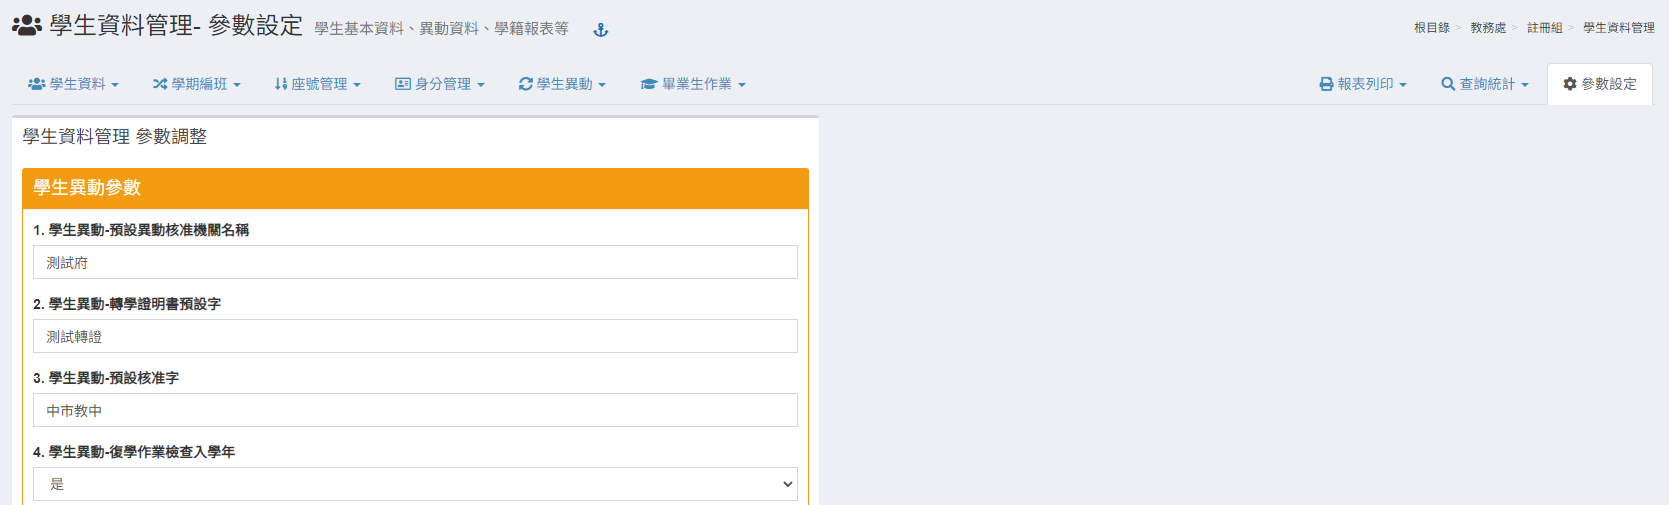 學生資料管理- 參數設定 學生基本資料、異動資料、學籍報表等
根目錄 > 教務處 > 註冊組 > 學生資料管理
學生資料 學期編班 座號管理 身分管理 學生異動 畢業生作業 報表列印 查詢統計 參數設定
學生資料管理 參數調整
學生異動參數
1. 學生異動-預設異動核准機關名稱
測試府
2. 學生異動-轉學證明書預設字
測試轉證
3. 學生異動-預設核准字
中市教中
4. 學生異動-復學作業檢查入學年
是